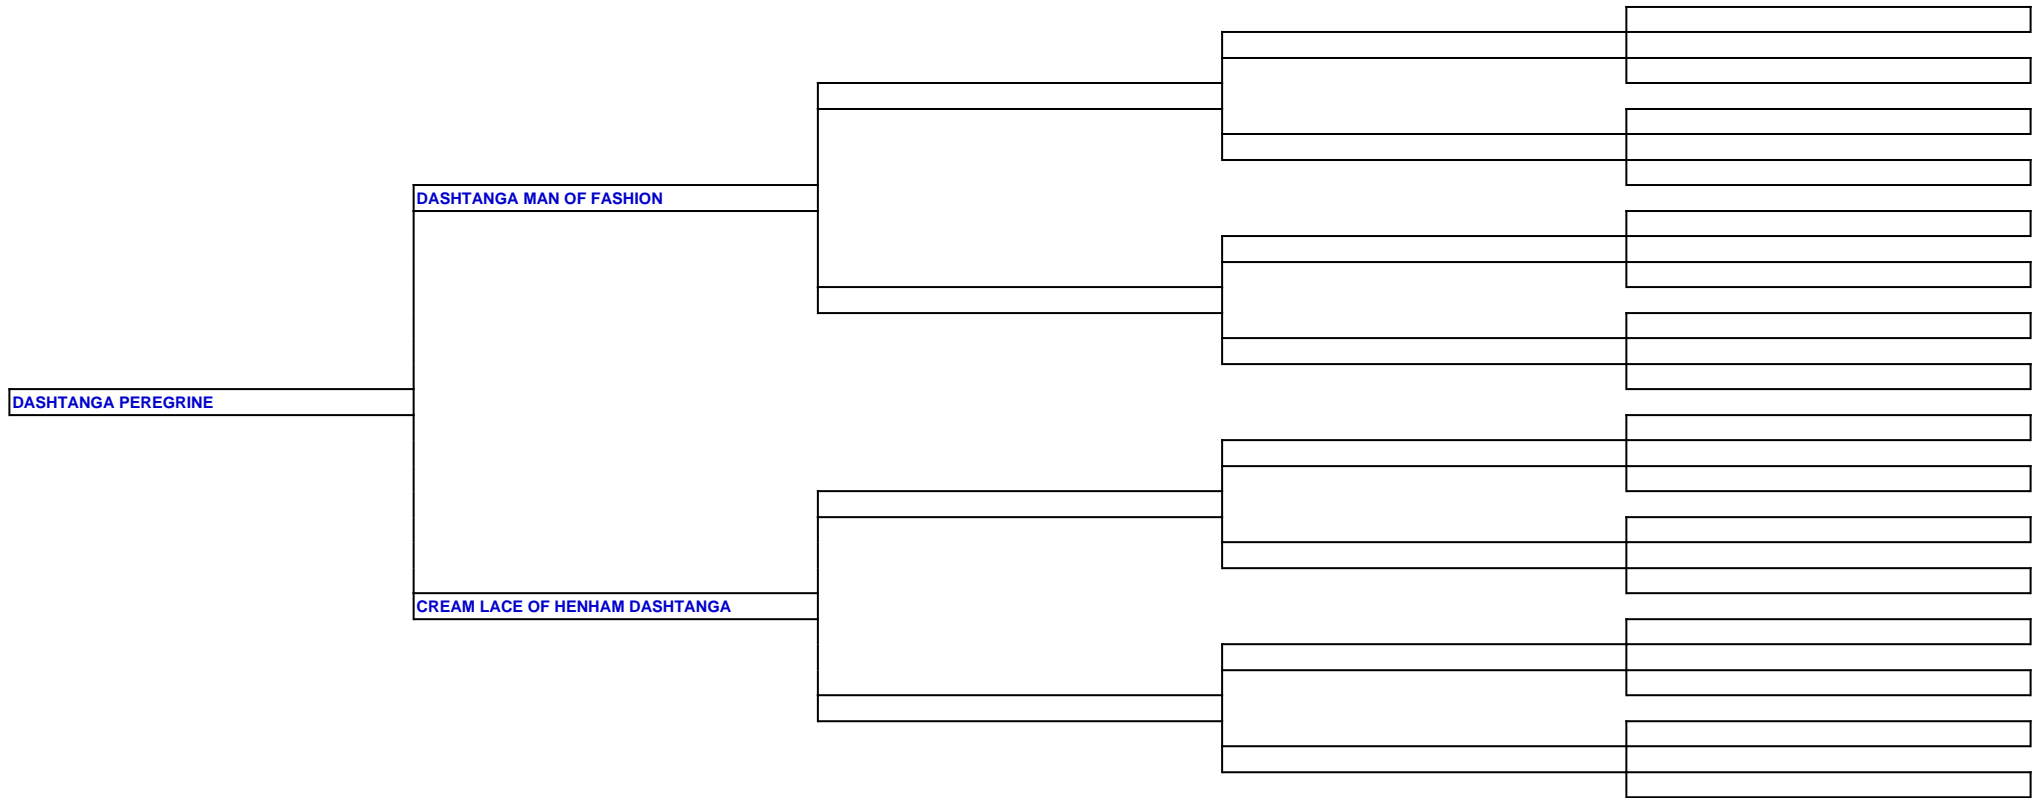 DASHTANGA MAN OF FASHION
DASHTANGA PEREGRINE
CREAM LACE OF HENHAM DASHTANGA